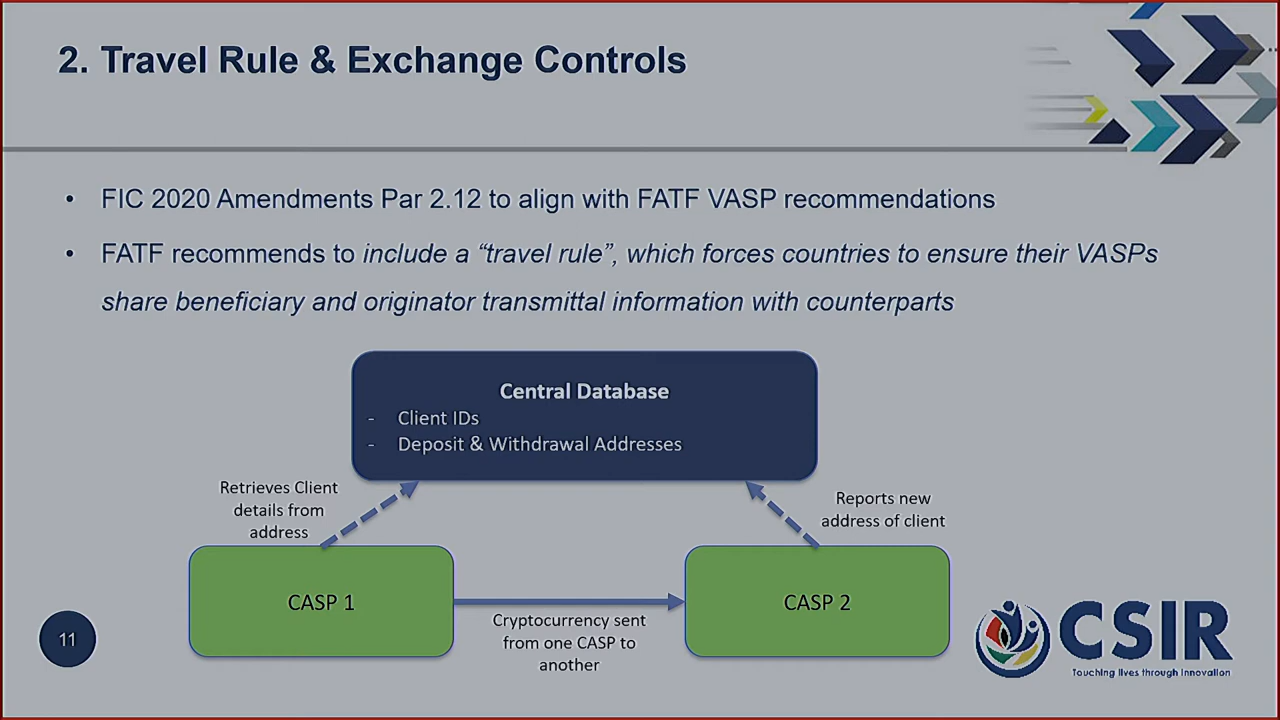 2. Travel Rule & Exchange Controls
• FIC 2020 Amendments Par 2.12 to align with FATF VASP recommendations
• FATF recommends to include a “travel rule”, which forces countries to ensure their VASPs
share beneficiary and originator transmittal information with counterparts
Central Database
- Client IDs
- Deposit & Withdrawal Addresses
Retrieves Client
details from
address
Reports new
address of client
CASP 1
CASP 2
Cryptocurrency sent
from one CASP to
another
11
CSIR
Touching lives through innovation